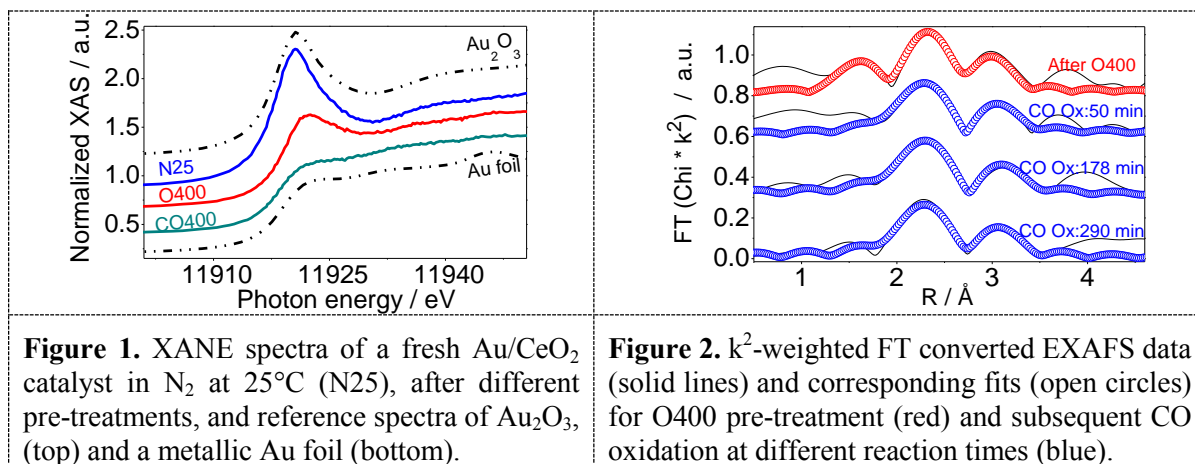 2.5
2.0
1.5
1.0
0.5
Normalized XAS / a.u.
Au₂O₃
N25
O400
CO400
Au foil
11910 11925 11940
Photon energy / eV
1.0
0.8
0.6
0.4
0.2
0.0
FT (Chi * k²) / a.u.
After O400
CO Ox:50 min
CO Ox:178 min
CO Ox:290 min
1 2 3 4
R / Å
Figure 1. XANE spectra of a fresh Au/CeO₂
catalyst in N₂ at 25°C (N25), after different
pre-treatments, and reference spectra of Au₂O₃,
(top) and a metallic Au foil (bottom).
Figure 2. k²-weighted FT converted EXAFS data
(solid lines) and corresponding fits (open circles)
for O400 pre-treatment (red) and subsequent CO
oxidation at different reaction times (blue).